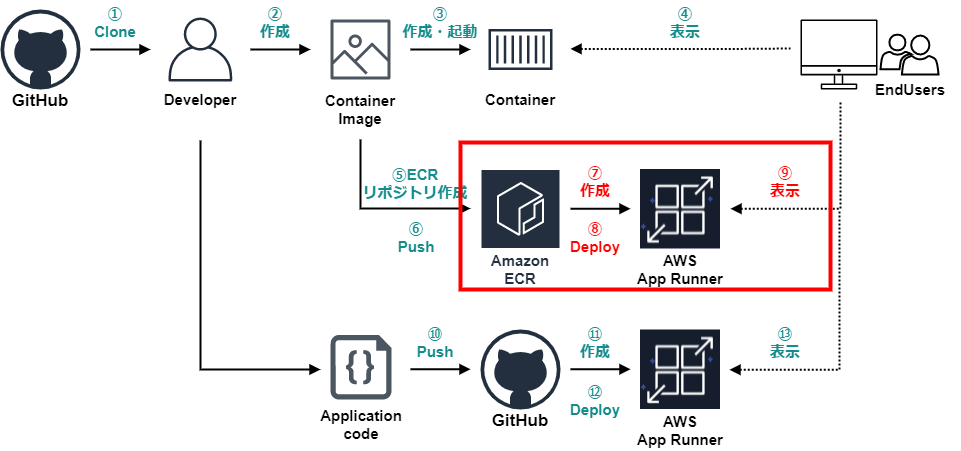 ①
Clone
②
作成
③
作成・起動
④
表示
GitHub
Developer
Container
Image
Container
EndUsers
⑤ECR
リポジトリ作成
⑥
Push
⑦
作成
⑧
Deploy
⑨
表示
Amazon
ECR
AWS
App Runner
⑩
Push
⑪
作成
⑫
Deploy
⑬
表示
Application
code
GitHub
AWS
App Runner